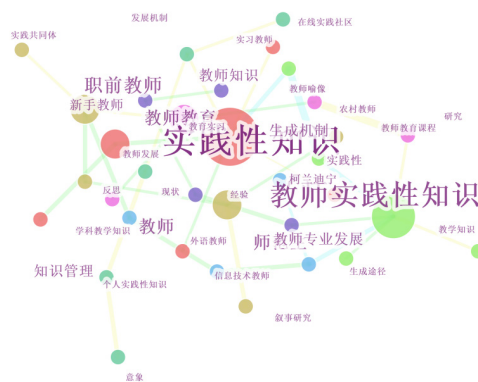 发展机制
在线实践社区
实践共同体
实习教师
教师知识
职前教师
教师喻像
新手教师
农村教师
教师教育
研究
教育实习
生成机制
教师教育课程
实践性知识
教师发展
实践性
柯兰迪宁
反思
现状
经验
教师实践性知识
学科教学知识
教师
师
教师专业发展
外语教师
教学知识
知识管理
信息技术教师
生成途径
个人实践性知识
叙事研究
意象